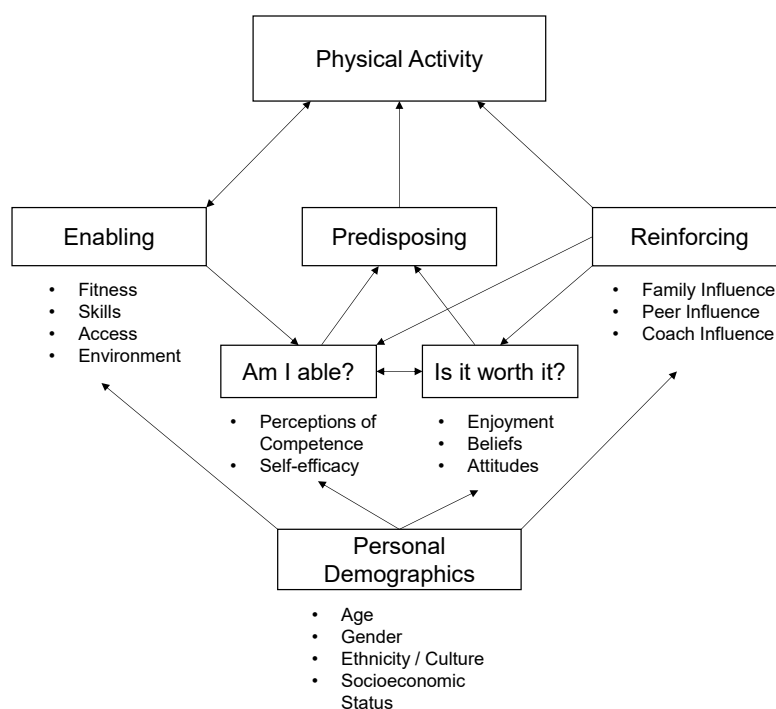 Physical Activity
Enabling
Predisposing
Reinforcing
• Fitness
• Skills
• Access
• Environment
• Family Influence
• Peer Influence
• Coach Influence
Am I able?
Is it worth it?
• Perceptions of
Competence
• Self-efficacy
• Enjoyment
• Beliefs
• Attitudes
Personal
Demographics
• Age
• Gender
• Ethnicity / Culture
• Socioeconomic
Status